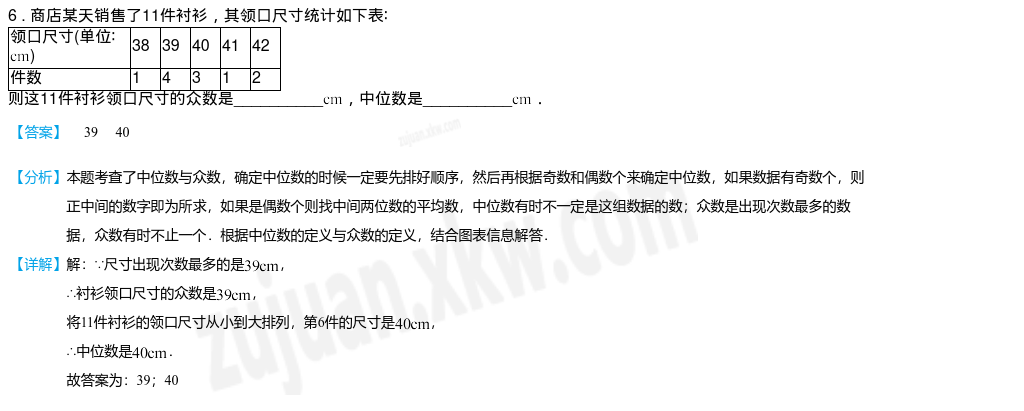 6．商店某天销售了11件衬衫，其领口尺寸统计如下表：
领口尺寸(单位： 38 39 40 41 42
cm)
件数 1 4 3 1 2
则这11件衬衫领口尺寸的众数是___________cm，中位数是___________cm．
【答案】 39 40
【分析】本题考查了中位数与众数，确定中位数的时候一定要先排好顺序，然后再根据奇数和偶数个来确定中位数，如果数据有奇数个，则
正中间的数字即为所求，如果是偶数个则找中间两位数的平均数，中位数有时不一定是这组数据的数；众数是出现次数最多的数
据，众数有时不止一个．根据中位数的定义与众数的定义，结合图表信息解答．
【详解】解：∵尺寸出现次数最多的是39cm，
∴衬衫领口尺寸的众数是39cm，
将11件衬衫的领口尺寸从小到大排列，第6件的尺寸是40cm，
∴中位数是40cm．
故答案为：39；40
zujuan.xkw.com
zujuan.xkw.com